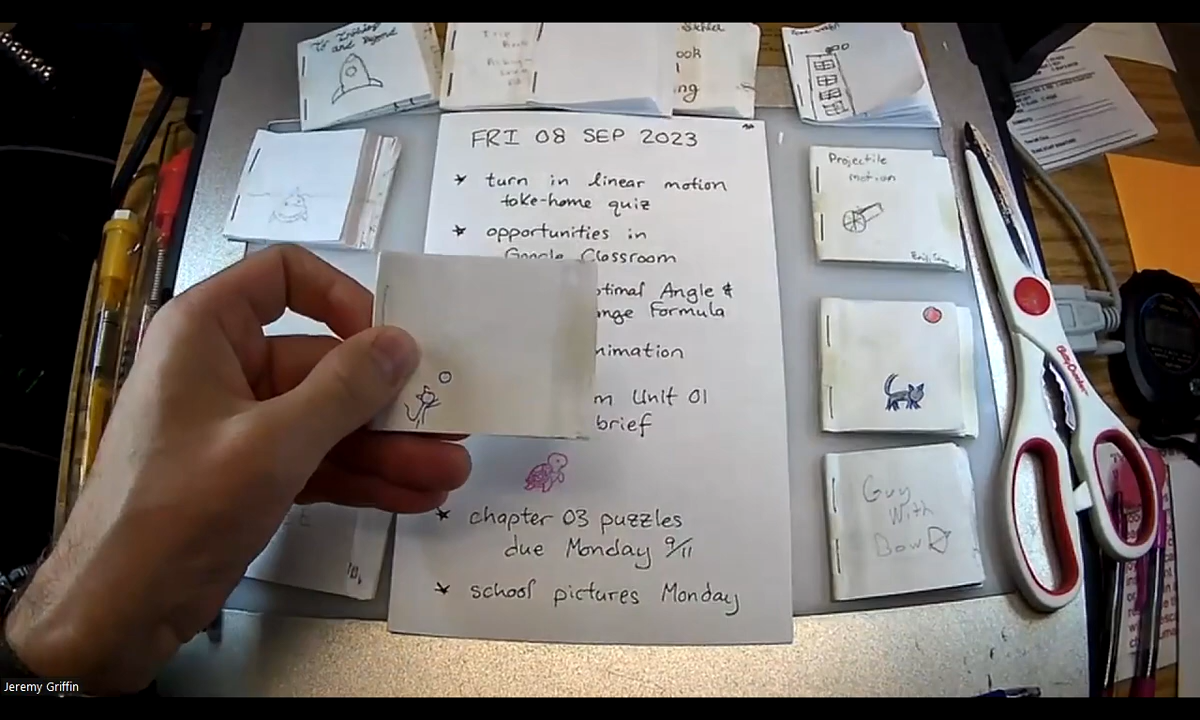 To Infinity
and Beyond
ook
ng
FRI 08 SEP 2023
* turn in linear motion
take-home quiz
* opportunities in
Google Classroom
timal Angle &
nge Formula
nimation
m Unit 01
brief
* chapter 03 puzzles
due Monday 9/11
* school pictures Monday
Projectile
motion
Guy
With
Bow
Jeremy Griffin